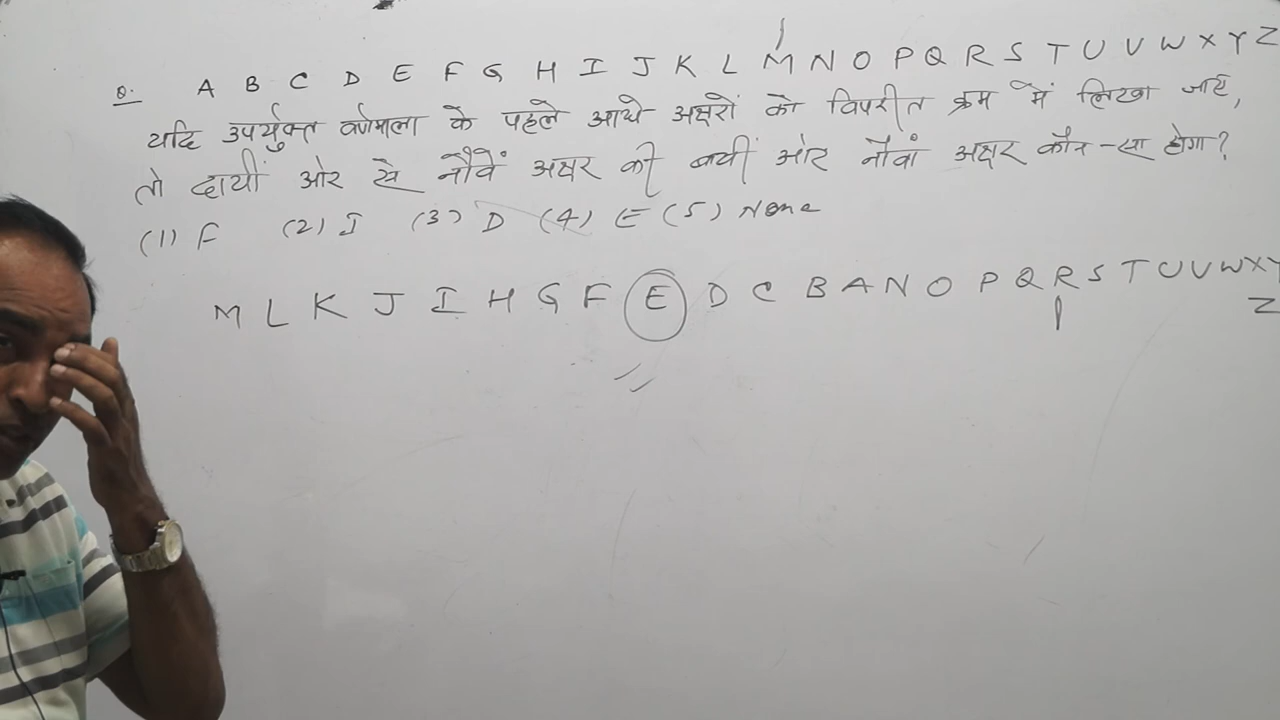 Q. A B C D E F G H I J K L M N O P Q R S T U V W X Y Z
यदि उपर्युक्त वर्णमाला के पहले आधे अक्षरों को विपरीत क्रम में लिखा जाए,
तो दायीं ओर से नौवें अक्षर की बायीं ओर नौवां अक्षर कौन-सा होगा?
(1) F (2) I (3) D (4) E (5) None
M L K J I H G F E D C B A N O P Q R S T U V W X Y
Z